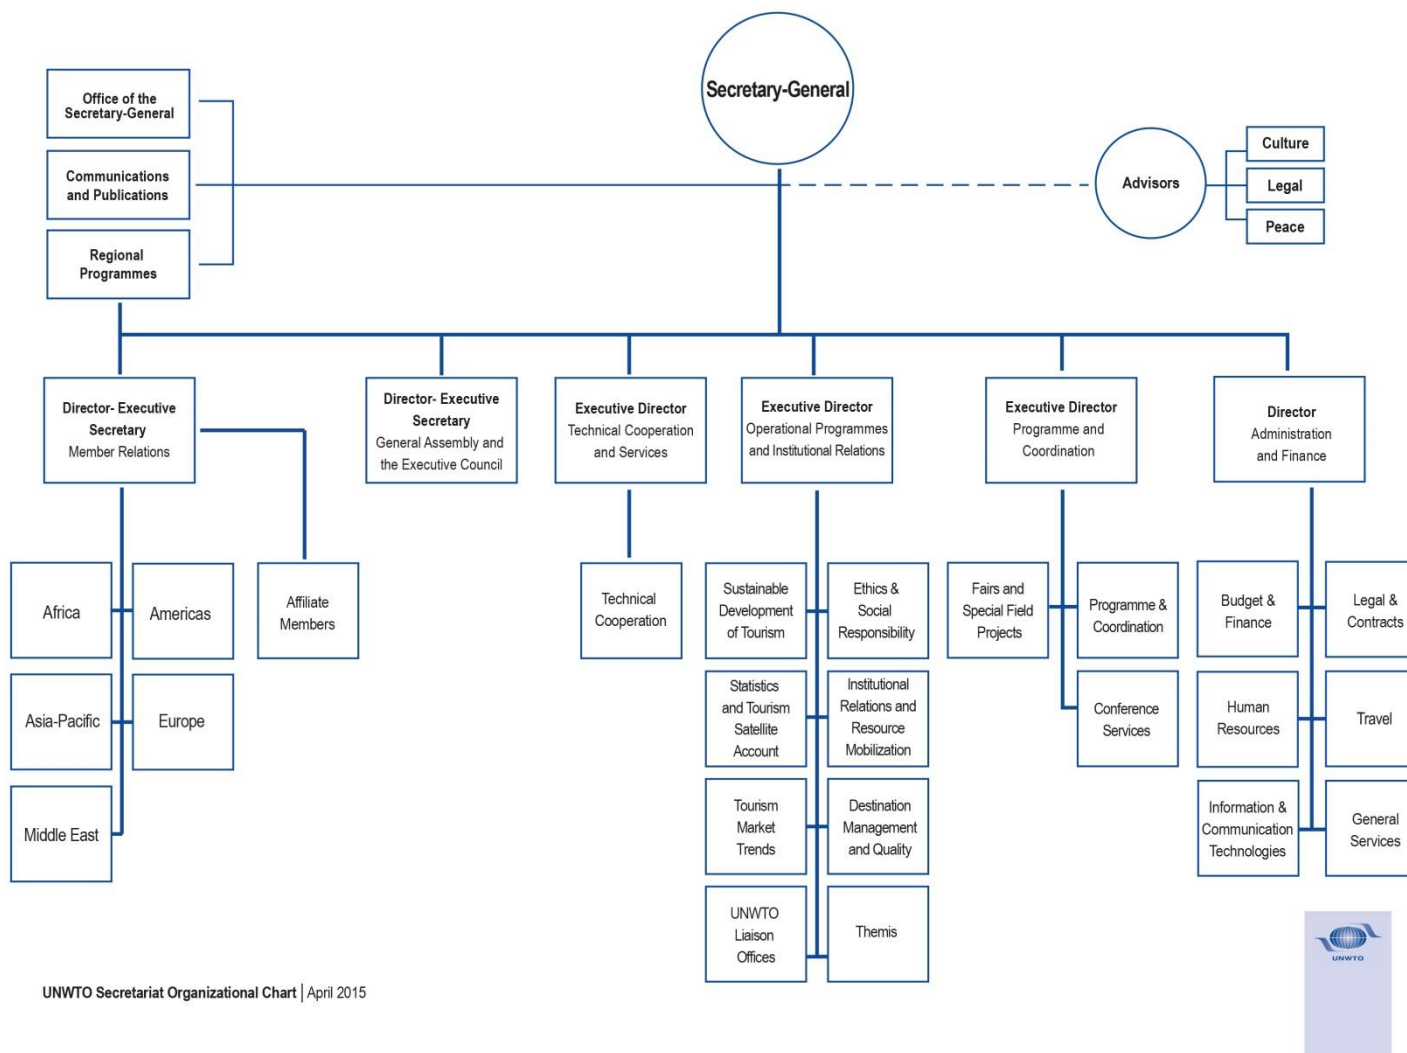 Secretary-General
Office of the
Secretary-General
Communications
and Publications
Regional
Programmes
Advisors
Culture
Legal
Peace
Director- Executive
Secretary
Member Relations
Director- Executive
Secretary
General Assembly and
the Executive Council
Executive Director
Technical Cooperation
and Services
Executive Director
Operational Programmes
and Institutional Relations
Executive Director
Programme and
Coordination
Director
Administration
and Finance
Africa
Americas
Asia-Pacific
Europe
Middle East
Affiliate
Members
Technical
Cooperation
Sustainable
Development
of Tourism
Ethics &
Social
Responsibility
Statistics
and Tourism
Satellite
Account
Institutional
Relations and
Resource
Mobilization
Tourism
Market
Trends
Destination
Management
and Quality
UNWTO
Liaison
Offices
Themis
Fairs and
Special Field
Projects
Programme &
Coordination
Conference
Services
Budget &
Finance
Legal &
Contracts
Human
Resources
Travel
Information &
Communication
Technologies
General
Services
UNWTO
UNWTO Secretariat Organizational Chart | April 2015